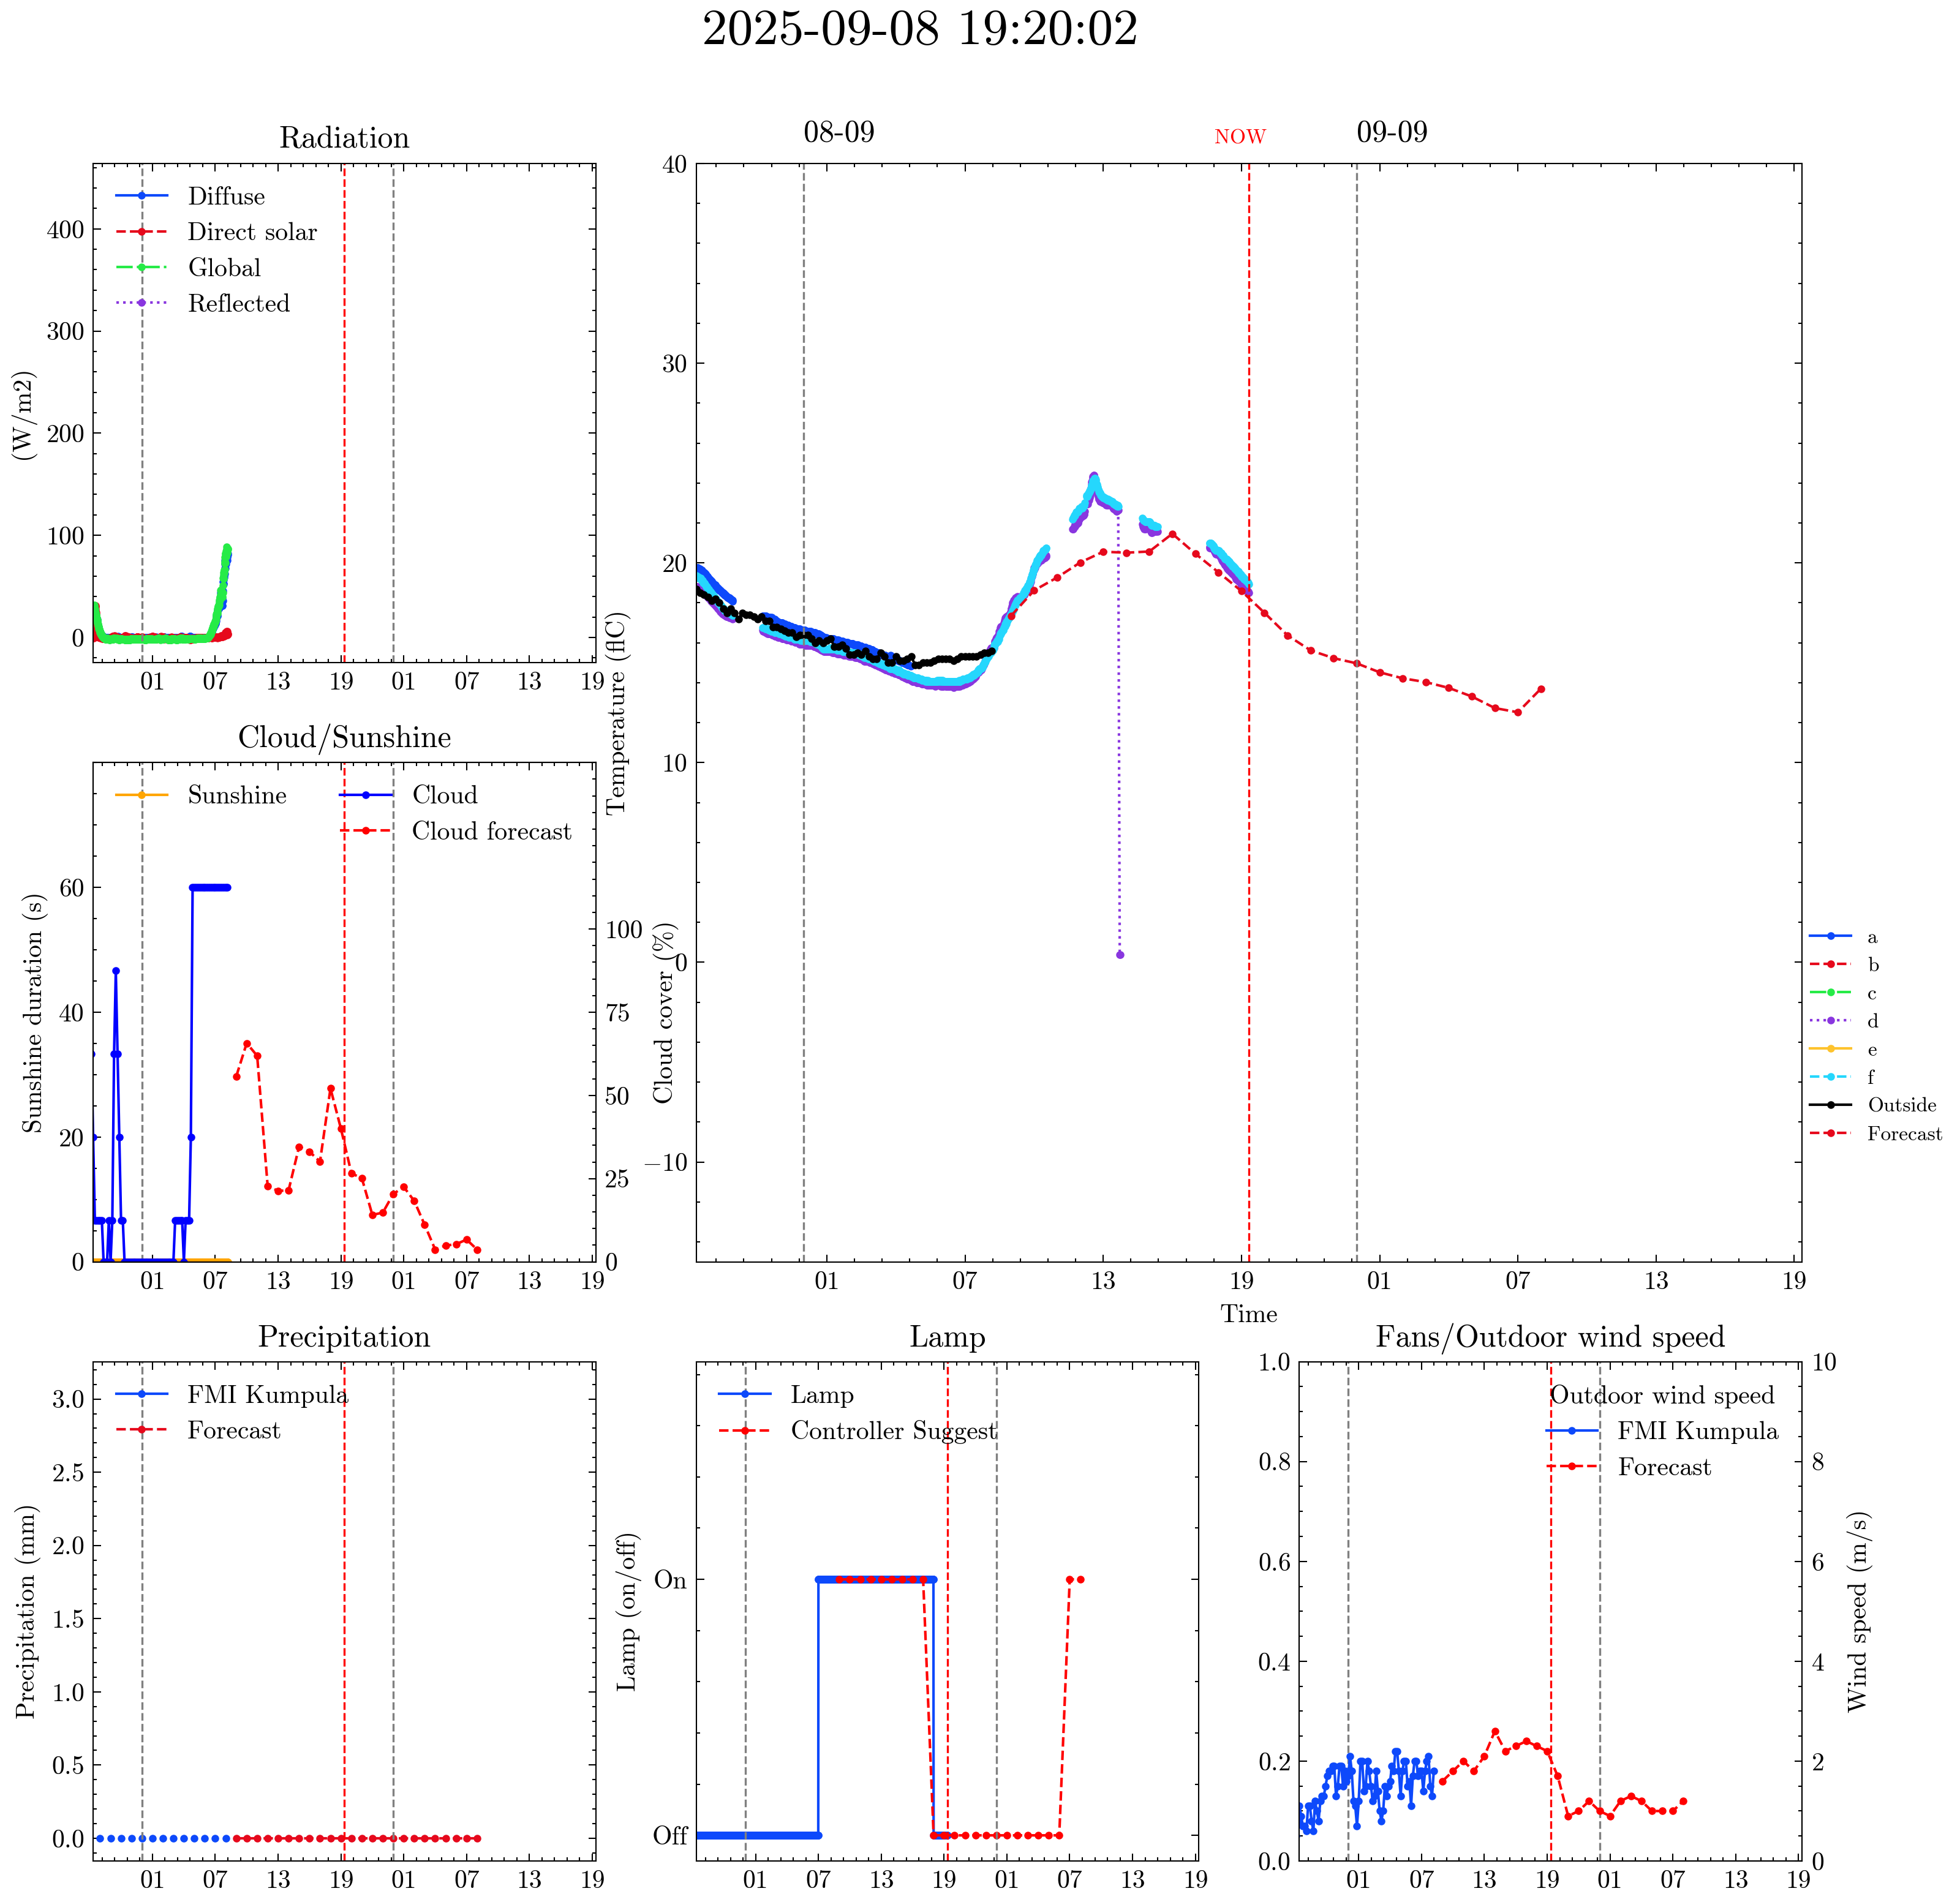 2025-09-08 19:20:02
Radiation
(W/m2)
400
300
200
100
0
Diffuse
Direct solar
Global
Reflected
01 07 13 19 01 07 13 19
08-09
NOW
09-09
Temperature (flC)
40
30
20
10
0
−10
01 07 13 19 01 07 13 19
Time
a
b
c
d
e
f
Outside
Forecast
Cloud/Sunshine
Sunshine duration (s)
60
40
20
0
Sunshine
Cloud
Cloud forecast
100
75
50
25
0
Cloud cover (%)
01 07 13 19 01 07 13 19
Precipitation
Precipitation (mm)
3.0
2.5
2.0
1.5
1.0
0.5
0.0
FMI Kumpula
Forecast
01 07 13 19 01 07 13 19
Lamp
Lamp (on/off)
On
Off
Lamp
Controller Suggest
01 07 13 19 01 07 13 19
Fans/Outdoor wind speed
1.0
0.8
0.6
0.4
0.2
0.0
Outdoor wind speed
FMI Kumpula
Forecast
10
8
6
4
2
0
Wind speed (m/s)
01 07 13 19 01 07 13 19